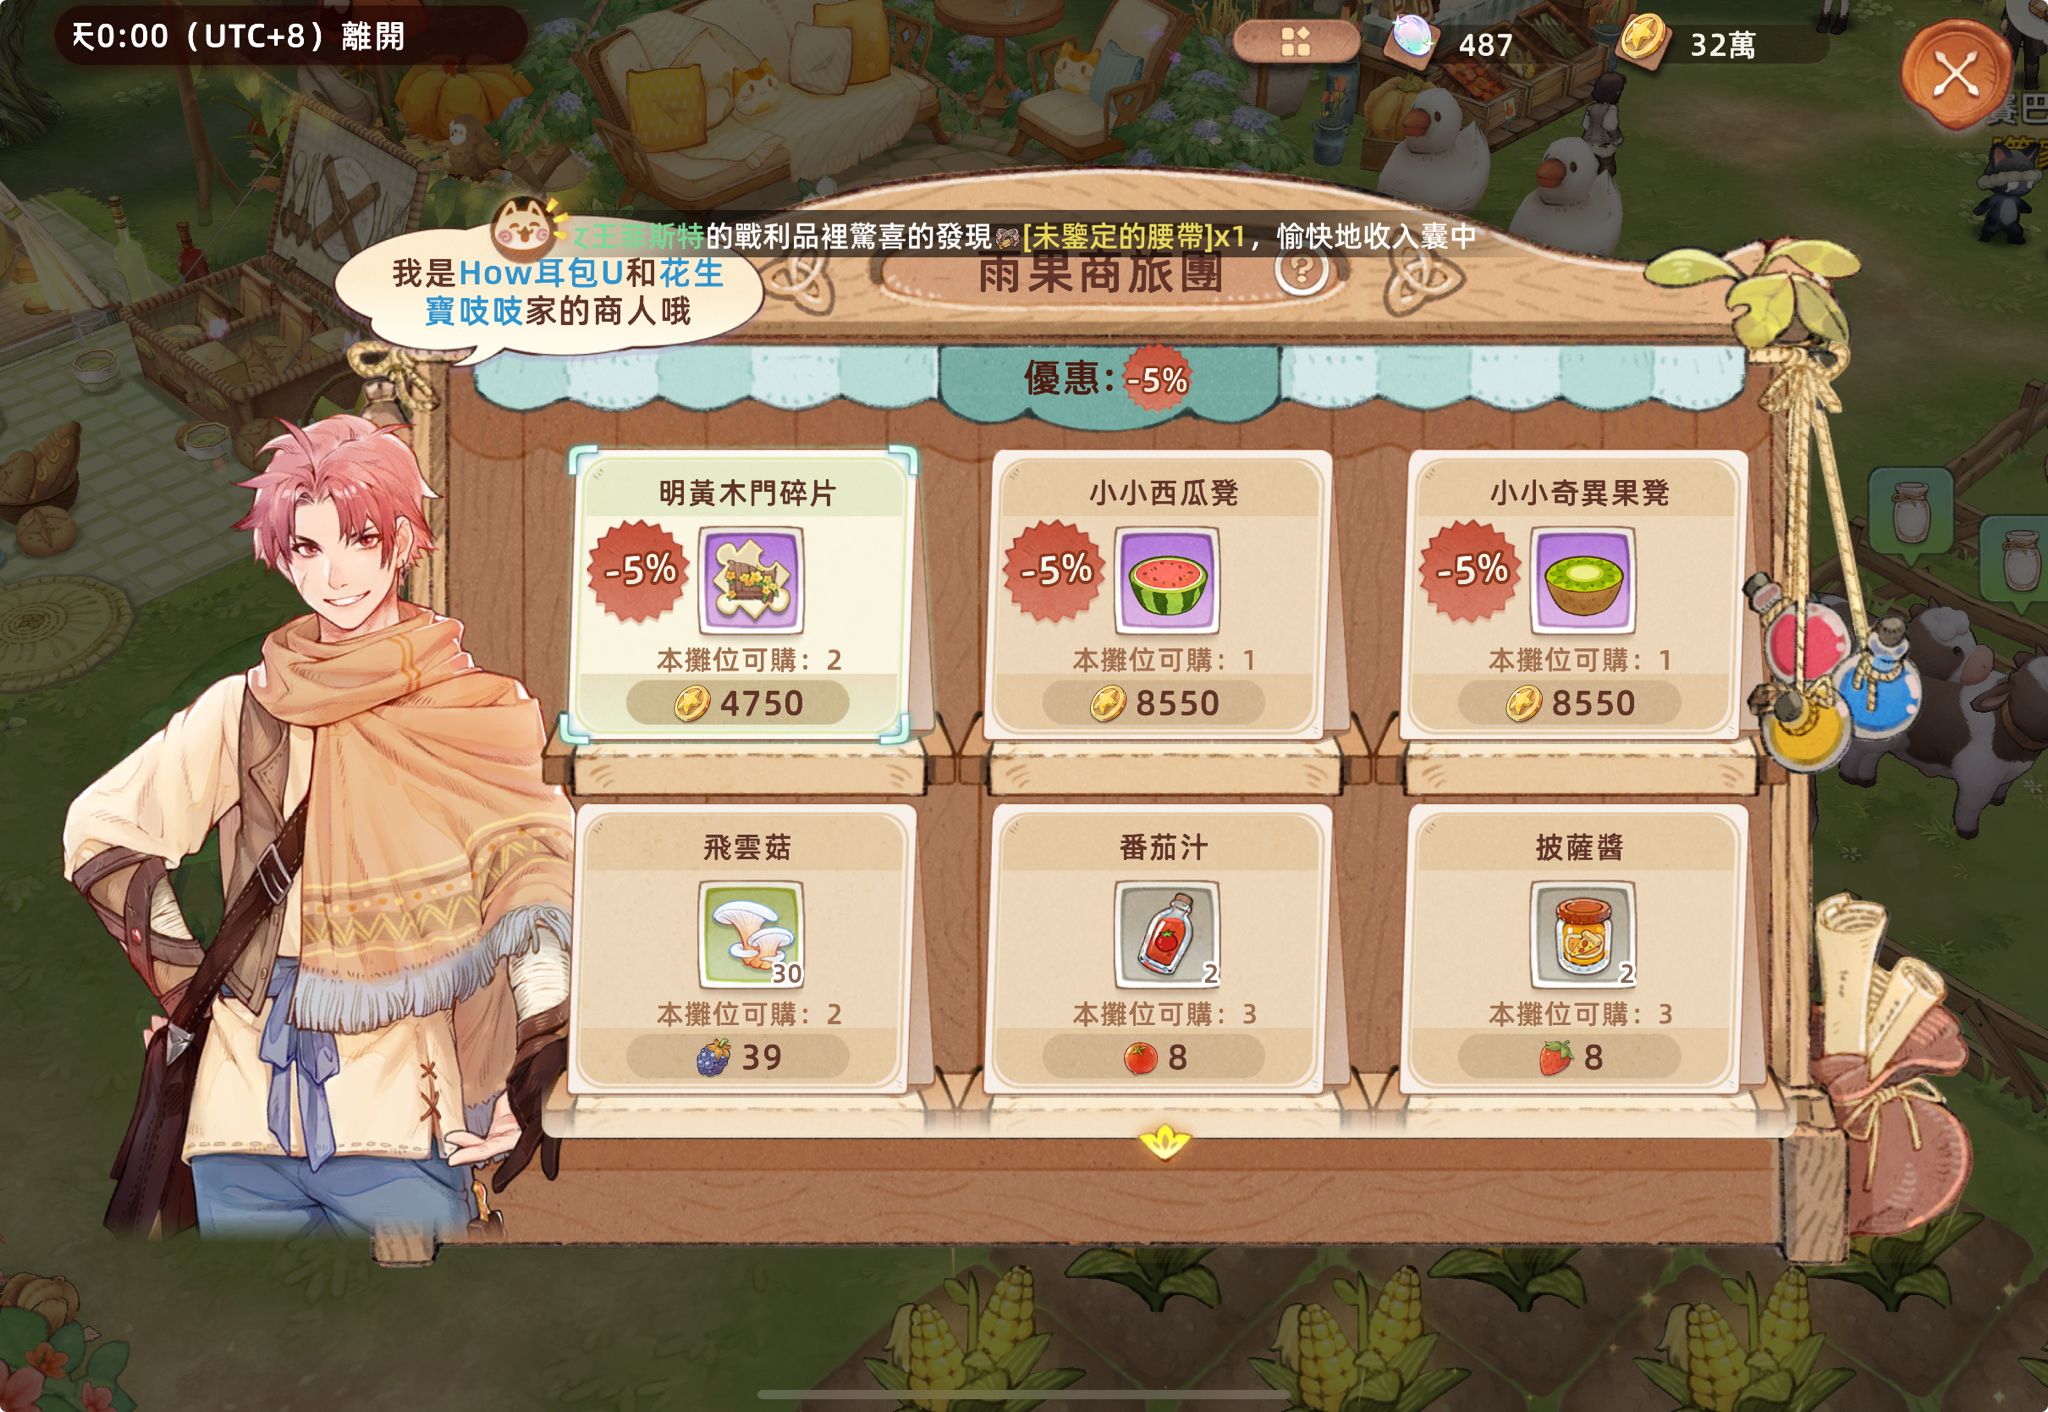 天0:00（UTC+8）離開
487
32萬
王菲斯特的戰利品裡驚喜的發現[未鑒定的腰帶]x1，愉快地收入囊中
我是How耳包U和花生
寶吱吱家的商人哦
雨果商旅團
?
優惠：-5%
明黃木門碎片
-5%
本攤位可購：2
4750
小小西瓜凳
-5%
本攤位可購：1
8550
小小奇異果凳
-5%
本攤位可購：1
8550
飛雲菇
30
本攤位可購：2
39
番茄汁
2
本攤位可購：3
8
披薩醬
2
本攤位可購：3
8